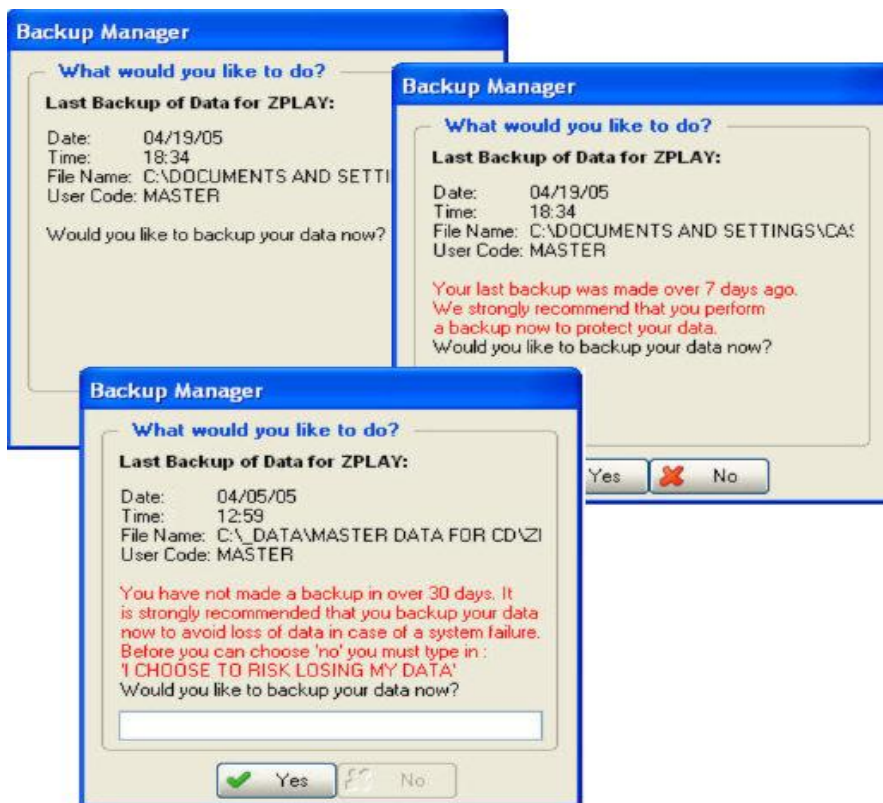 Backup Manager
What would you like to do?
Last Backup of Data for ZPLAY:
Date: 04/19/05
Time: 18:34
File Name: C:\DOCUMENTS AND SETTI
User Code: MASTER
Would you like to backup your data now?
Backup Manager
What would you like to do?
Last Backup of Data for ZPLAY:
Date: 04/19/05
Time: 18:34
File Name: C:\DOCUMENTS AND SETTINGS\CAS
User Code: MASTER
Your last backup was made over 7 days ago.
We strongly recommend that you perform
a backup now to protect your data.
Would you like to backup your data now?
Yes No
Backup Manager
What would you like to do?
Last Backup of Data for ZPLAY:
Date: 04/05/05
Time: 12:59
File Name: C:\_DATA\MASTER DATA FOR CD\ZI
User Code: MASTER
You have not made a backup in over 30 days. It
is strongly recommended that you backup your data
now to avoid loss of data in case of a system failure.
Before you can choose 'no' you must type in :
'I CHOOSE TO RISK LOSING MY DATA'
Would you like to backup your data now?
Yes No